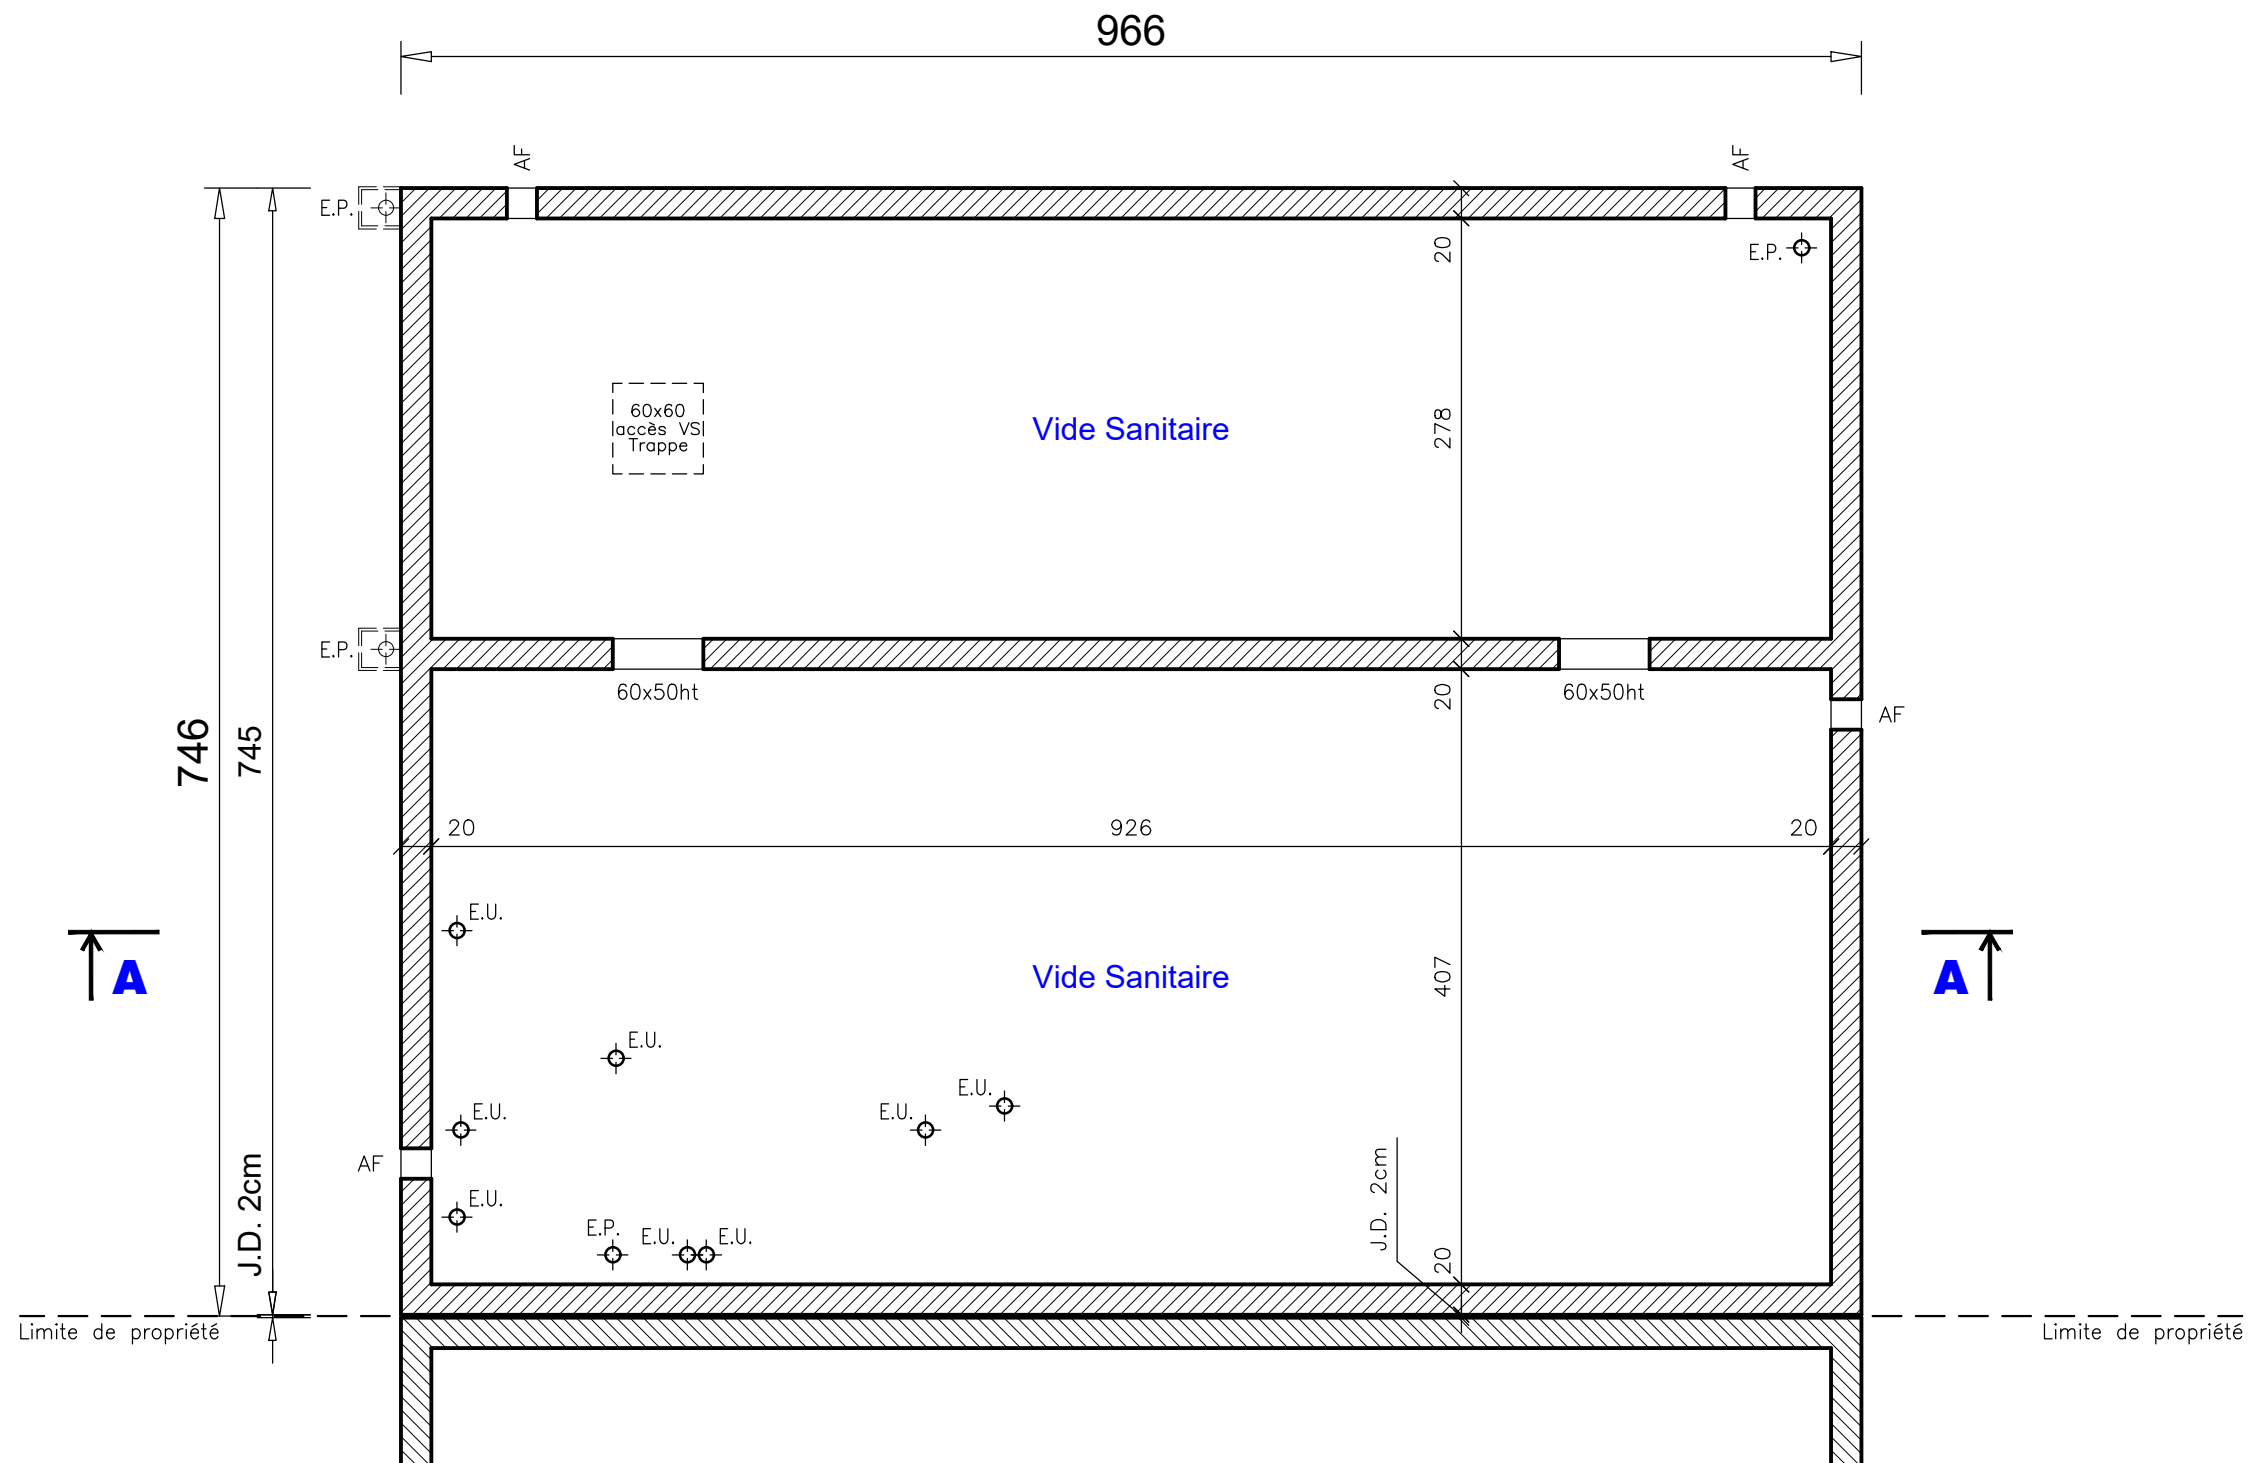 966
AF
AF
E.P.
E.P.
20
60x60
accès VS
Trappe
Vide Sanitaire
278
E.P.
60x50ht
60x50ht
20
AF
746
745
20
926
20
E.U.
A
A
Vide Sanitaire
407
E.U.
E.U.
E.U.
E.U.
AF
J.D. 2cm
J.D. 2cm
E.U.
E.P.
E.U.
E.U.
20
Limite de propriété
Limite de propriété